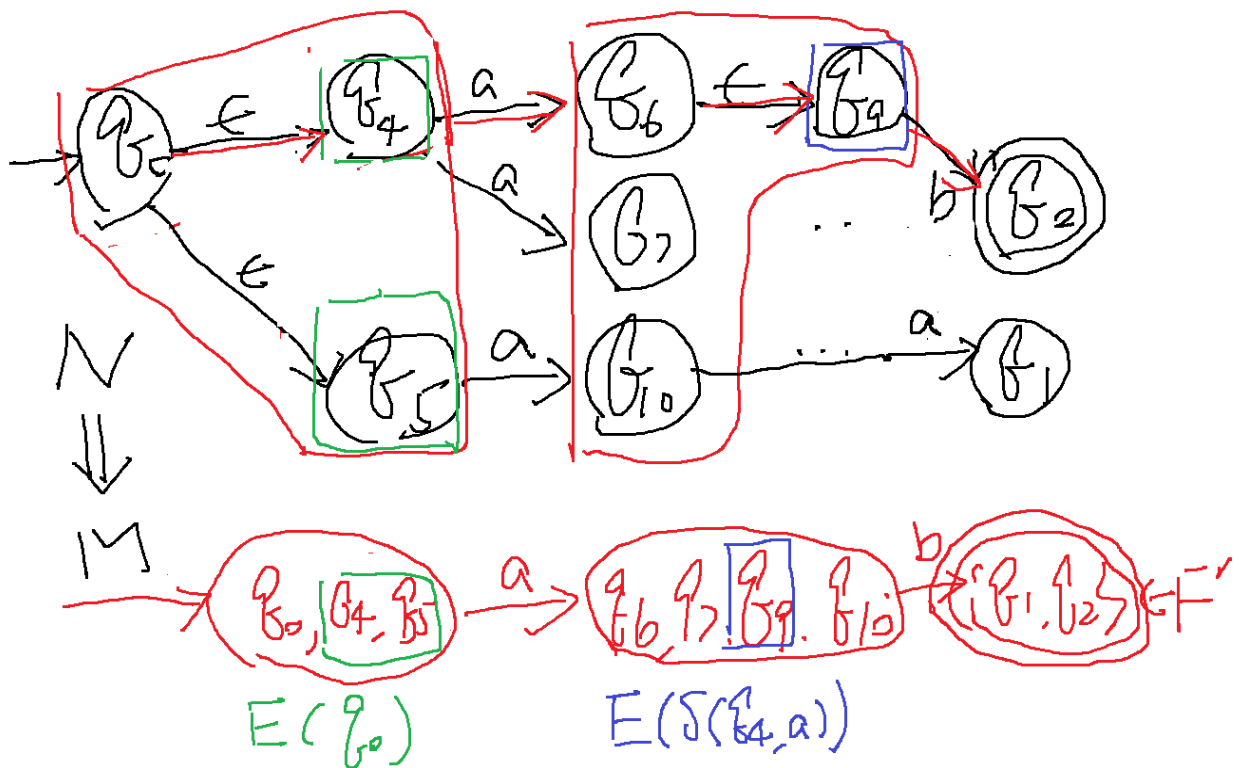 ϵ q₄ a q₆ ϵ q₉
q₀ a b
ϵ q₇ .. q₂
N q₅ a q₁₀ ... a q₁
⇓
M a b
q₀, q₄, q₅ q₆, q₇, q₉, q₁₀ {q₁, q₂} ∈ F'
E(q₀) E(δ(q₄, a))